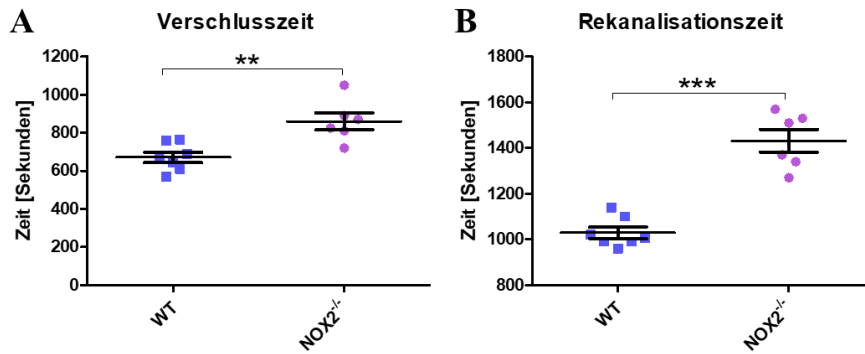 A
Verschlusszeit
Zeit [Sekunden]
1200
1000
800
600
400
200
0
**
WT
NOX2⁻/⁻
B
Rekanalisationszeit
Zeit [Sekunden]
1800
1600
1400
1200
1000
800
***
WT
NOX2⁻/⁻